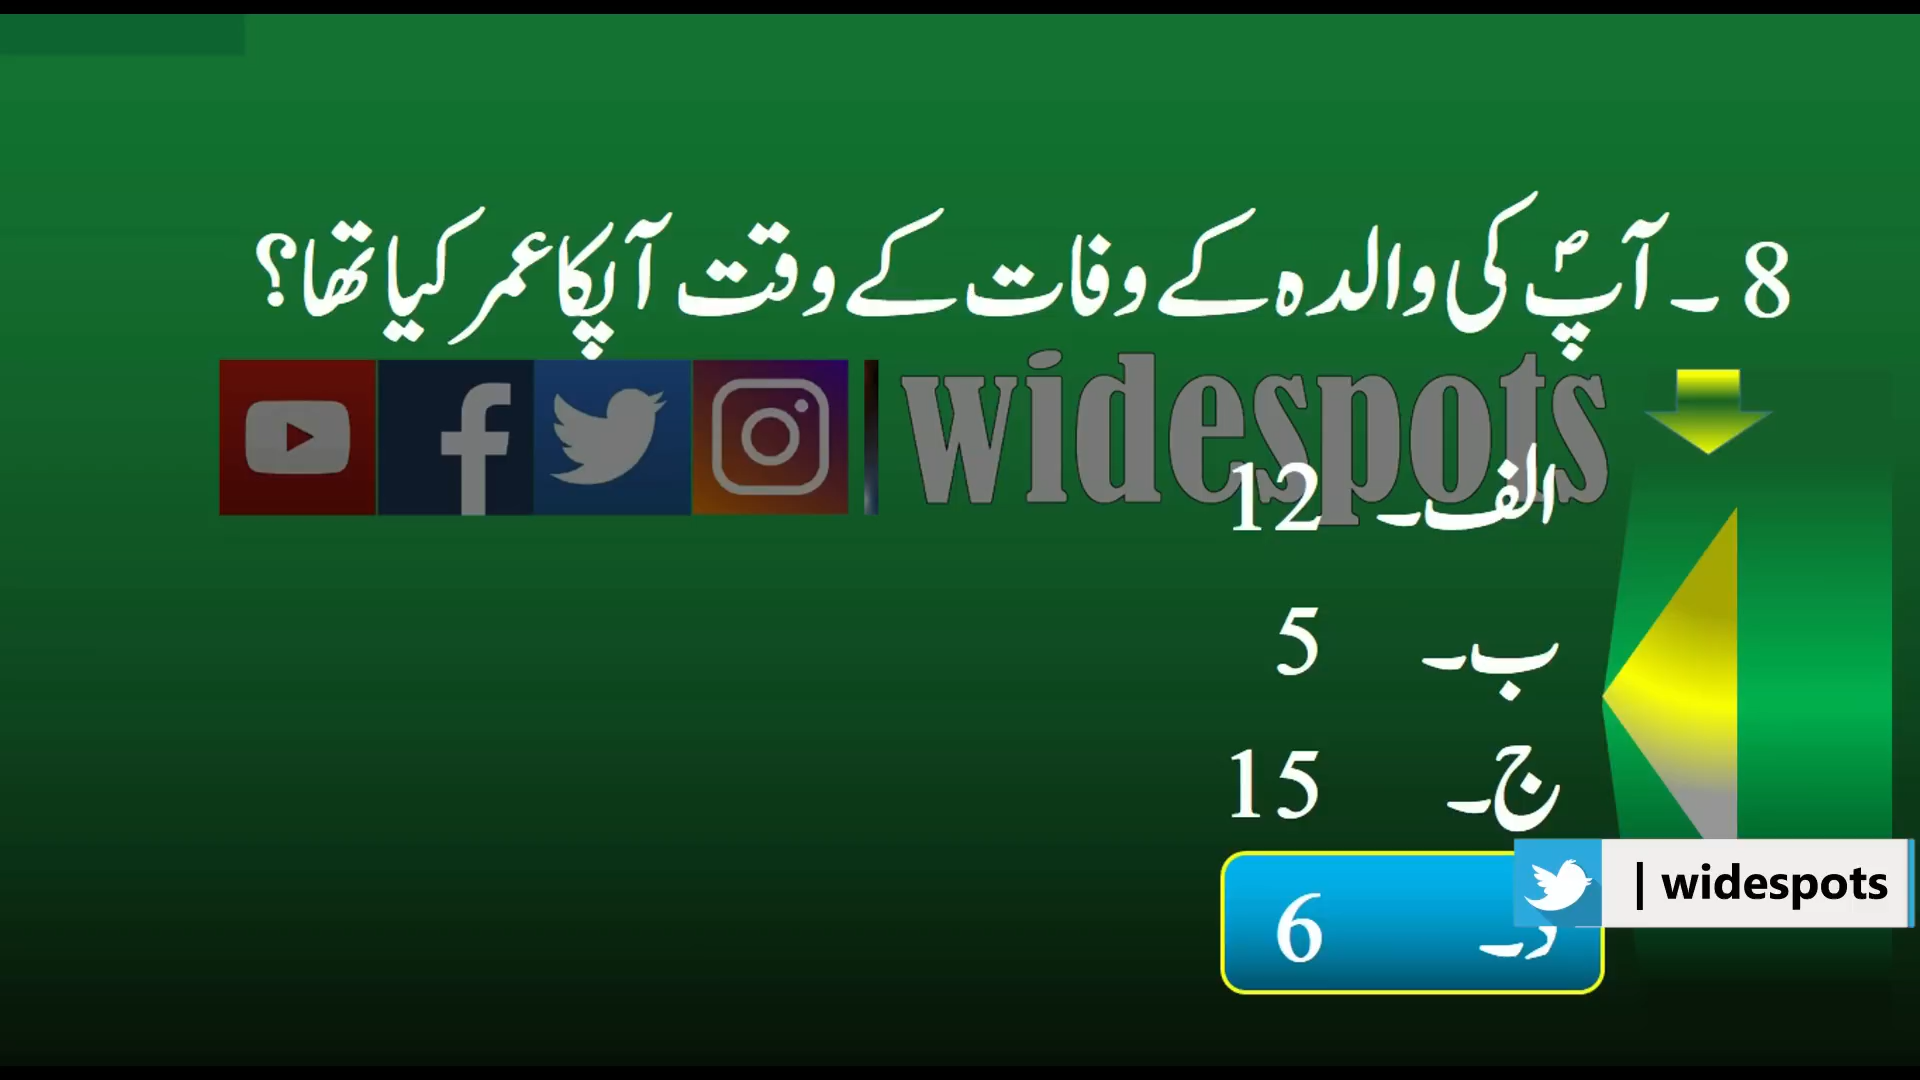 8 ۔ آپؐ کی والدہ کے وفات کے وقت آپکا عمر کیا تھا؟
widespots
الف۔ 12
ب۔ 5
ج۔ 15
د۔ 6
| widespots